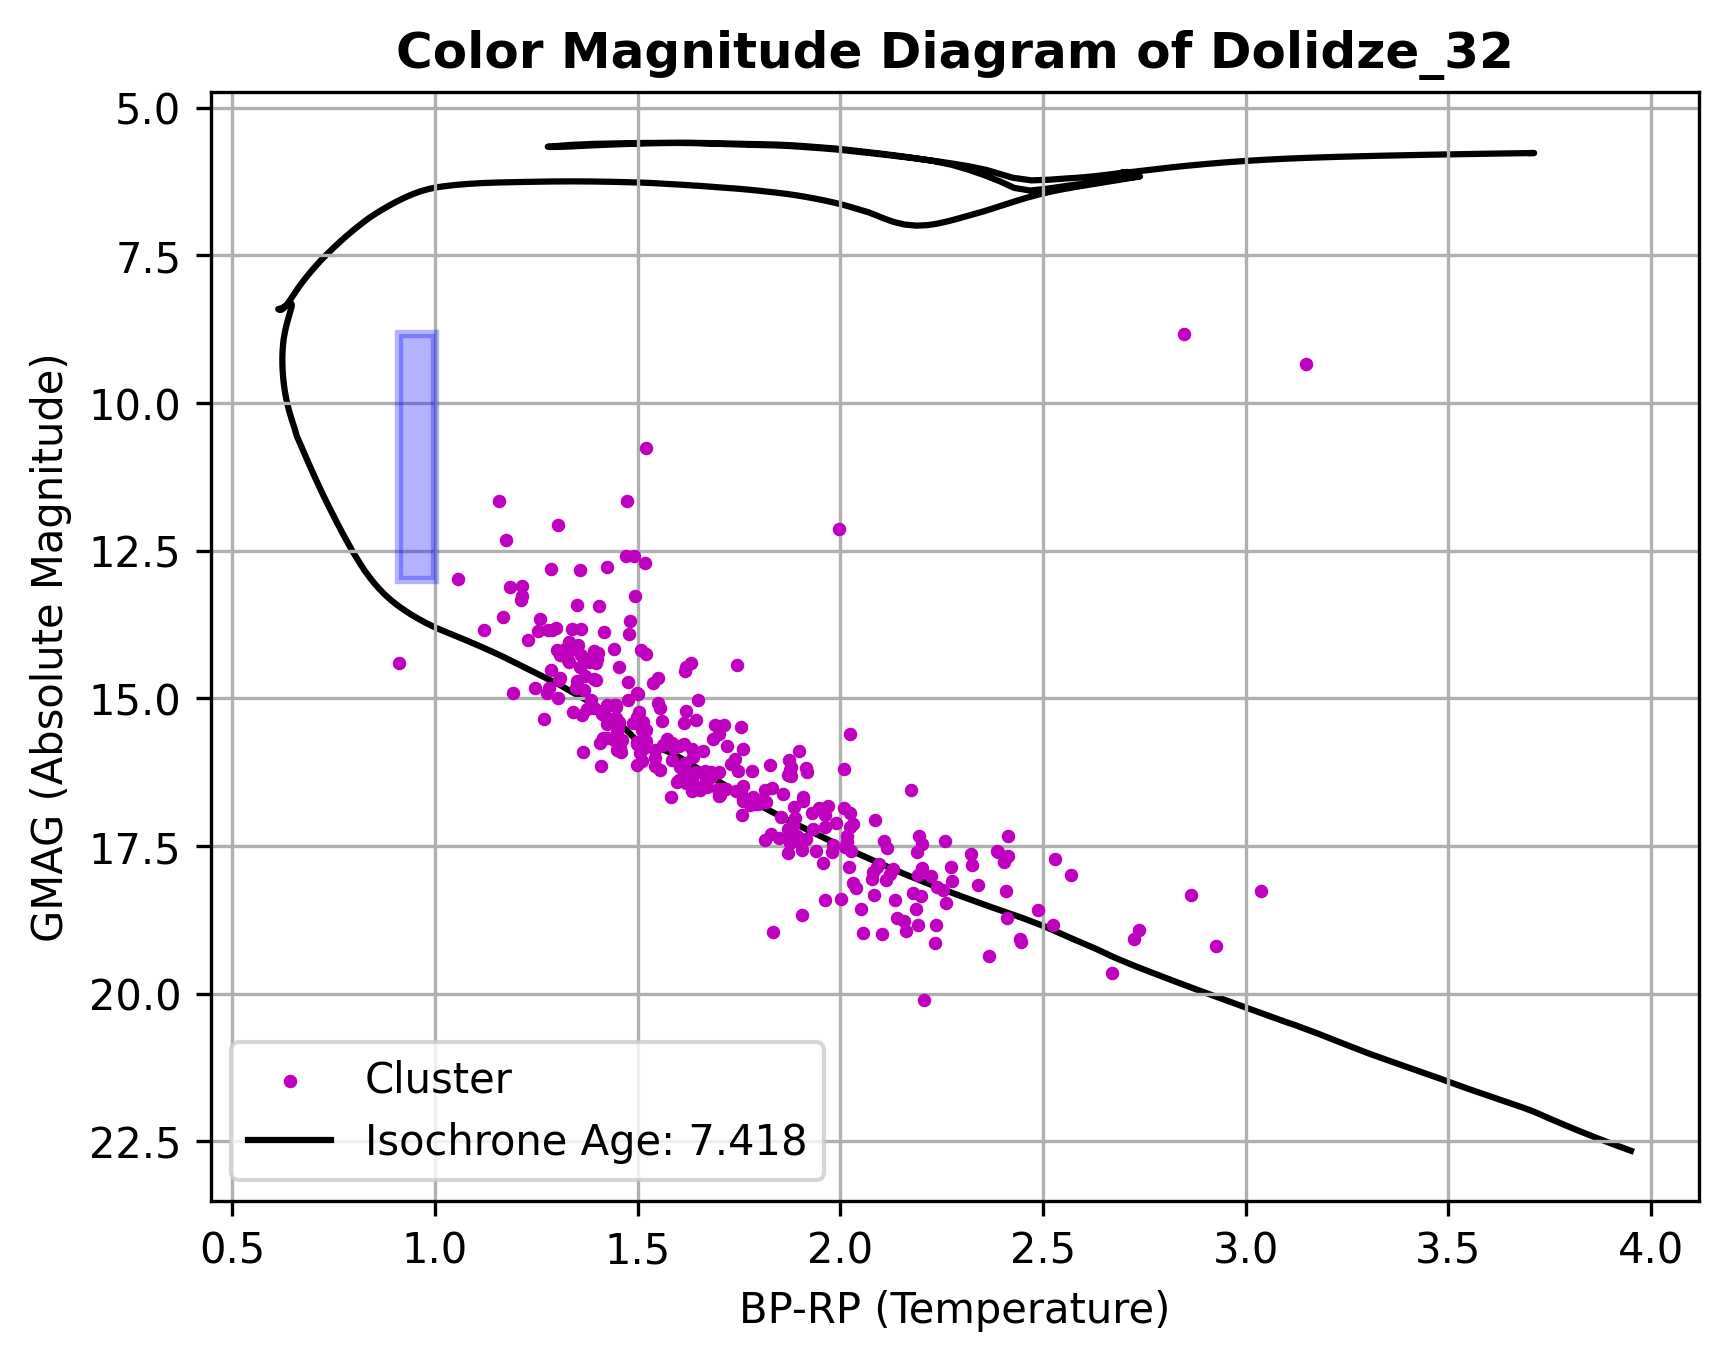 Color Magnitude Diagram of Dolidze_32
5.0
7.5
10.0
12.5
15.0
17.5
20.0
22.5
GMAG (Absolute Magnitude)
Cluster
Isochrone Age: 7.418
0.5 1.0 1.5 2.0 2.5 3.0 3.5 4.0
BP-RP (Temperature)